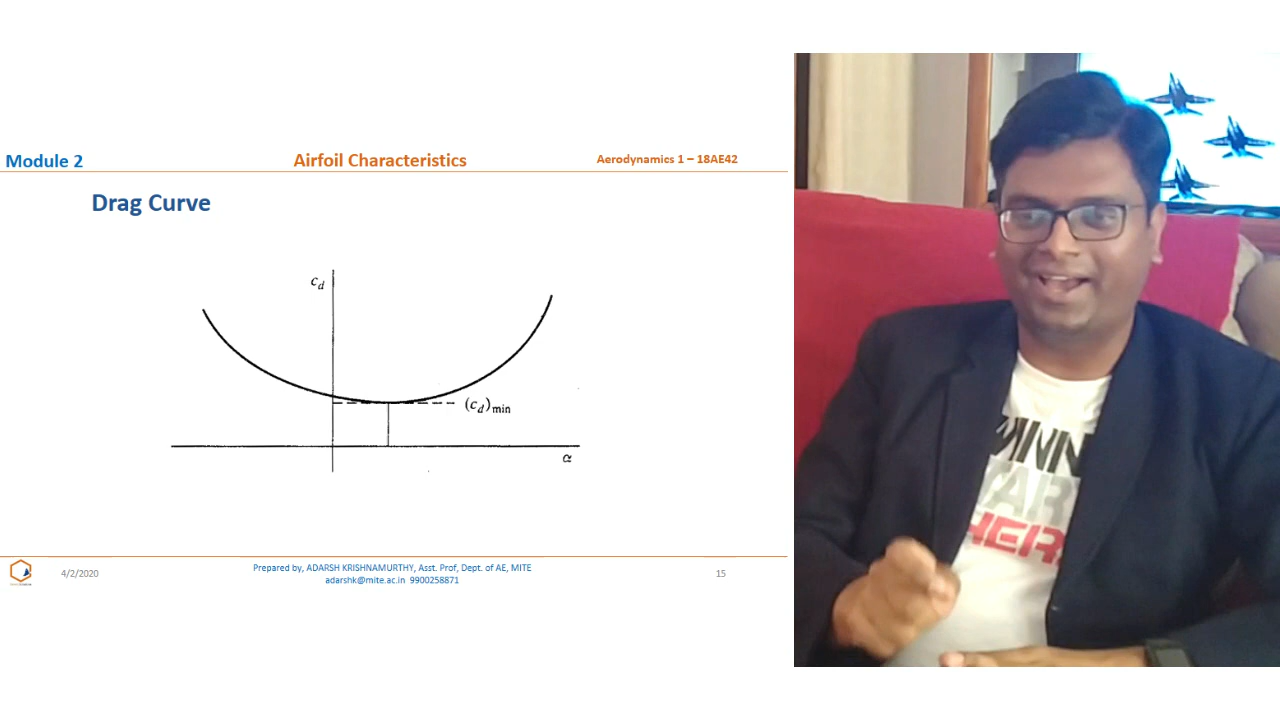 Module 2
Airfoil Characteristics
Aerodynamics 1 – 18AE42
Drag Curve
c_d
(c_d)_min
α
4/2/2020
Prepared by, ADARSH KRISHNAMURTHY, Asst. Prof, Dept. of AE, MITE
adarshk@mite.ac.in 9900258871
15